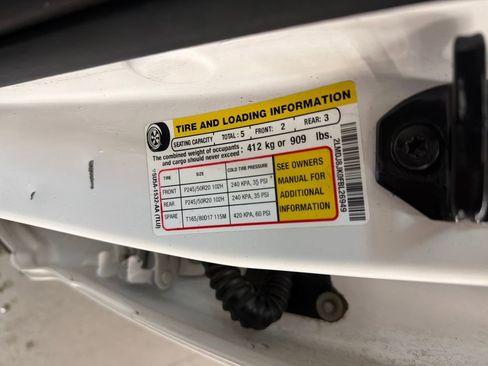 TIRE AND LOADING INFORMATION
SEATING CAPACITY TOTAL: 5 FRONT: 2 REAR: 3
The combined weight of occupants
and cargo should never exceed 412 kg or 909 lbs.
TIRE SIZE COLD TIRE PRESSURE
FRONT P245/50R20 102H 240 KPA, 35 PSI
REAR P245/50R20 102H 240 KPA, 35 PSI
SPARE T165/80D17 115M 420 KPA, 60 PSI
SEE OWNERS
MANUAL FOR
ADDITIONAL
INFORMATION